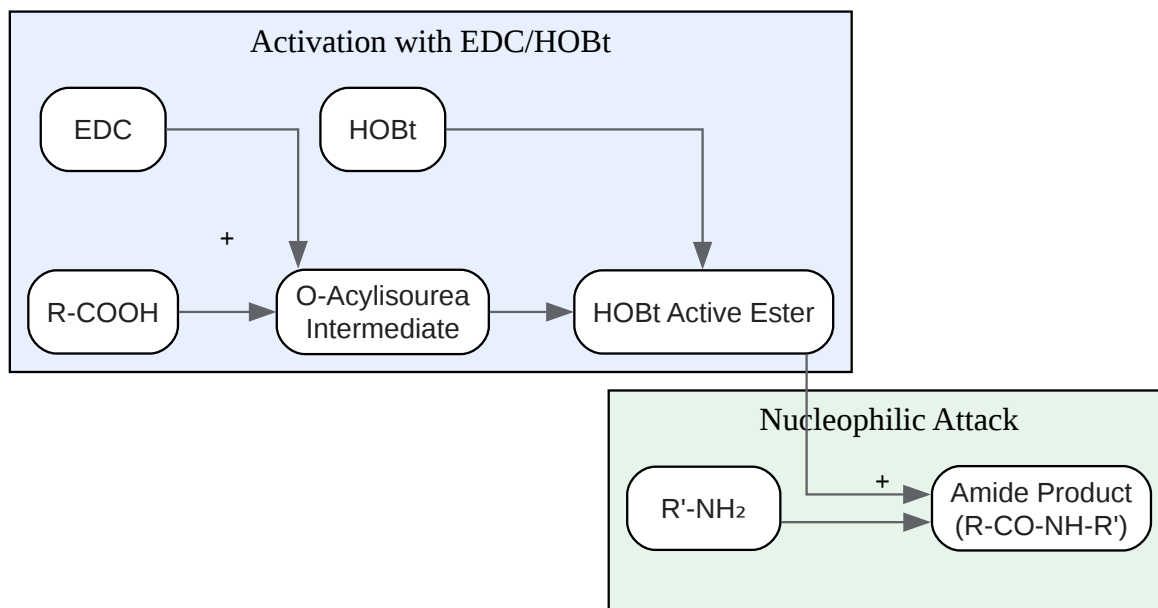 Activation with EDC/HOBt
EDC
HOBt
+
R-COOH
O-Acylisourea
Intermediate
HOBt Active Ester
Nucleophilic Attack
+
R'-NH₂
Amide Product
(R-CO-NH-R')